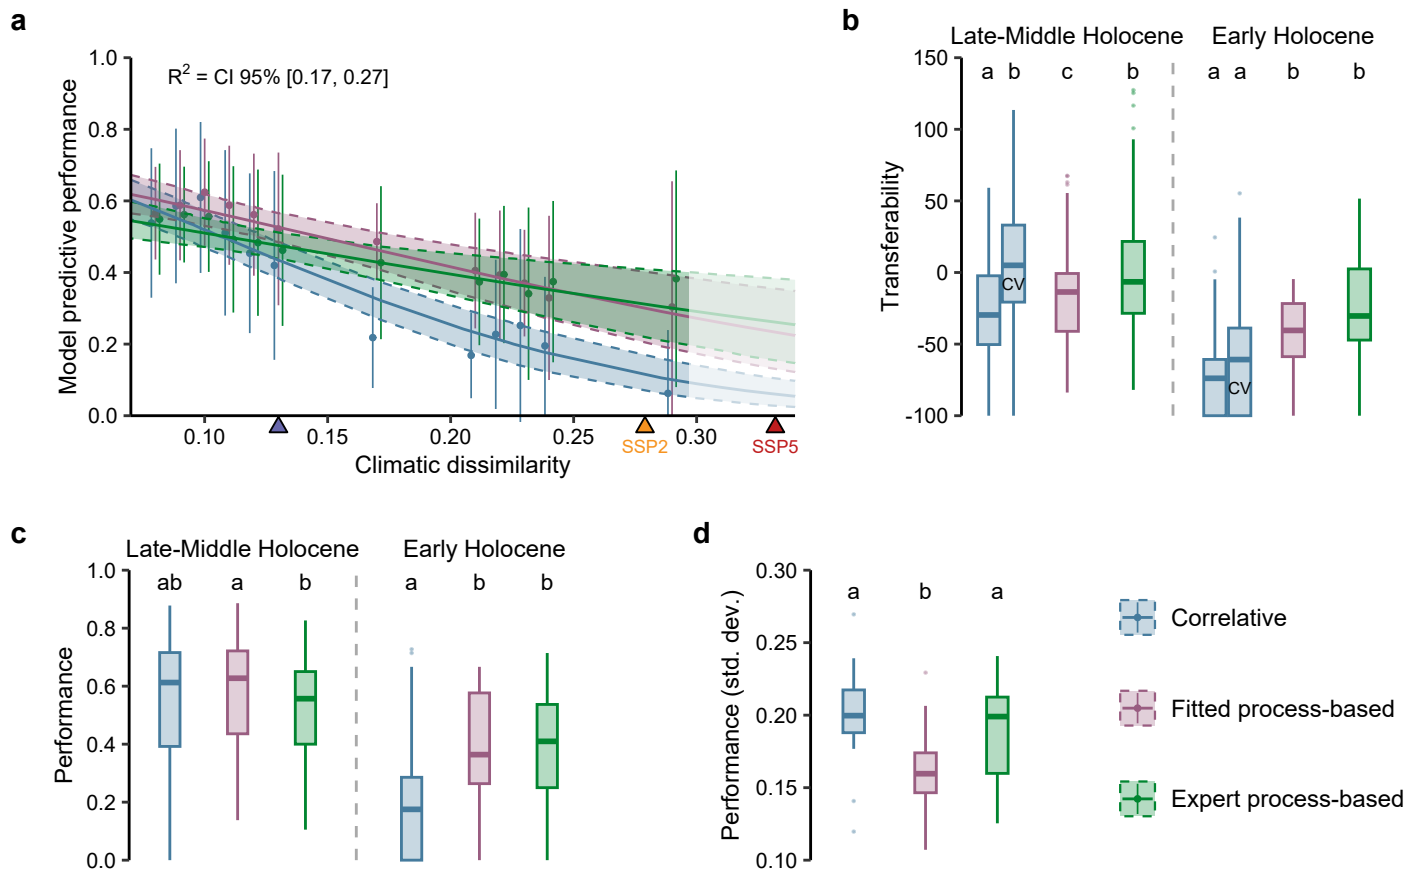 a
Model predictive performance
1.0
0.8
0.6
0.4
0.2
0.0
R² = CI 95% [0.17, 0.27]
0.10
0.15
0.20
0.25
0.30
SSP2
SSP5
Climatic dissimilarity
b
Late-Middle Holocene
Early Holocene
Transferability
150
100
50
0
-50
-100
a b c b a a b b
CV
CV
c
Late-Middle Holocene
Early Holocene
Performance
1.0
0.8
0.6
0.4
0.2
0.0
ab a b a b b
d
Performance (std. dev.)
0.30
0.25
0.20
0.15
0.10
a b a
Correlative
Fitted process-based
Expert process-based